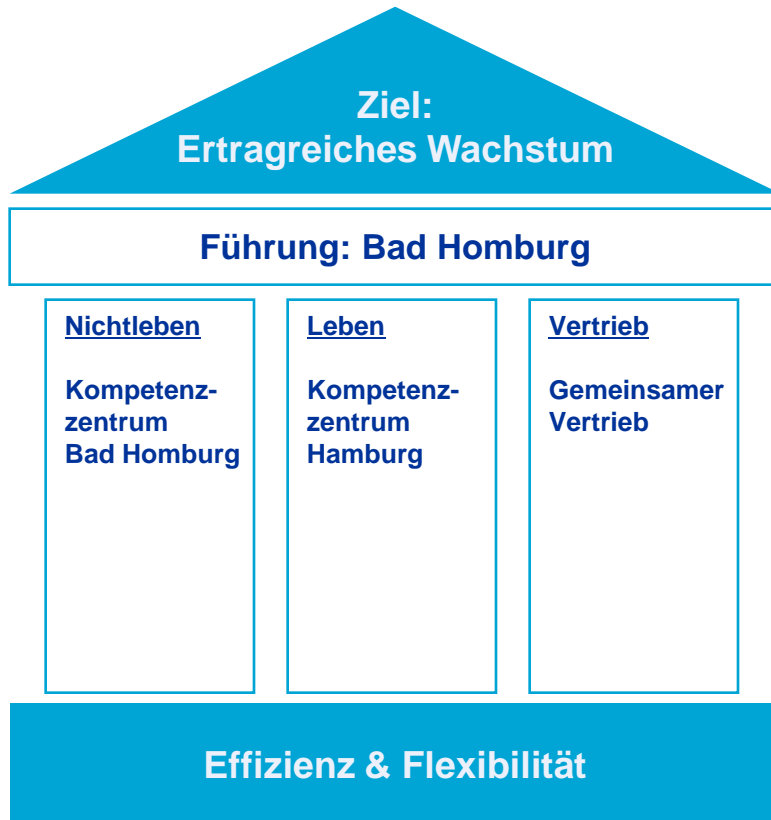 Ziel:
Ertragreiches Wachstum
Führung: Bad Homburg
Nichtleben
Kompetenz-
zentrum
Bad Homburg
Leben
Kompetenz-
zentrum
Hamburg
Vertrieb
Gemeinsamer
Vertrieb
Effizienz & Flexibilität